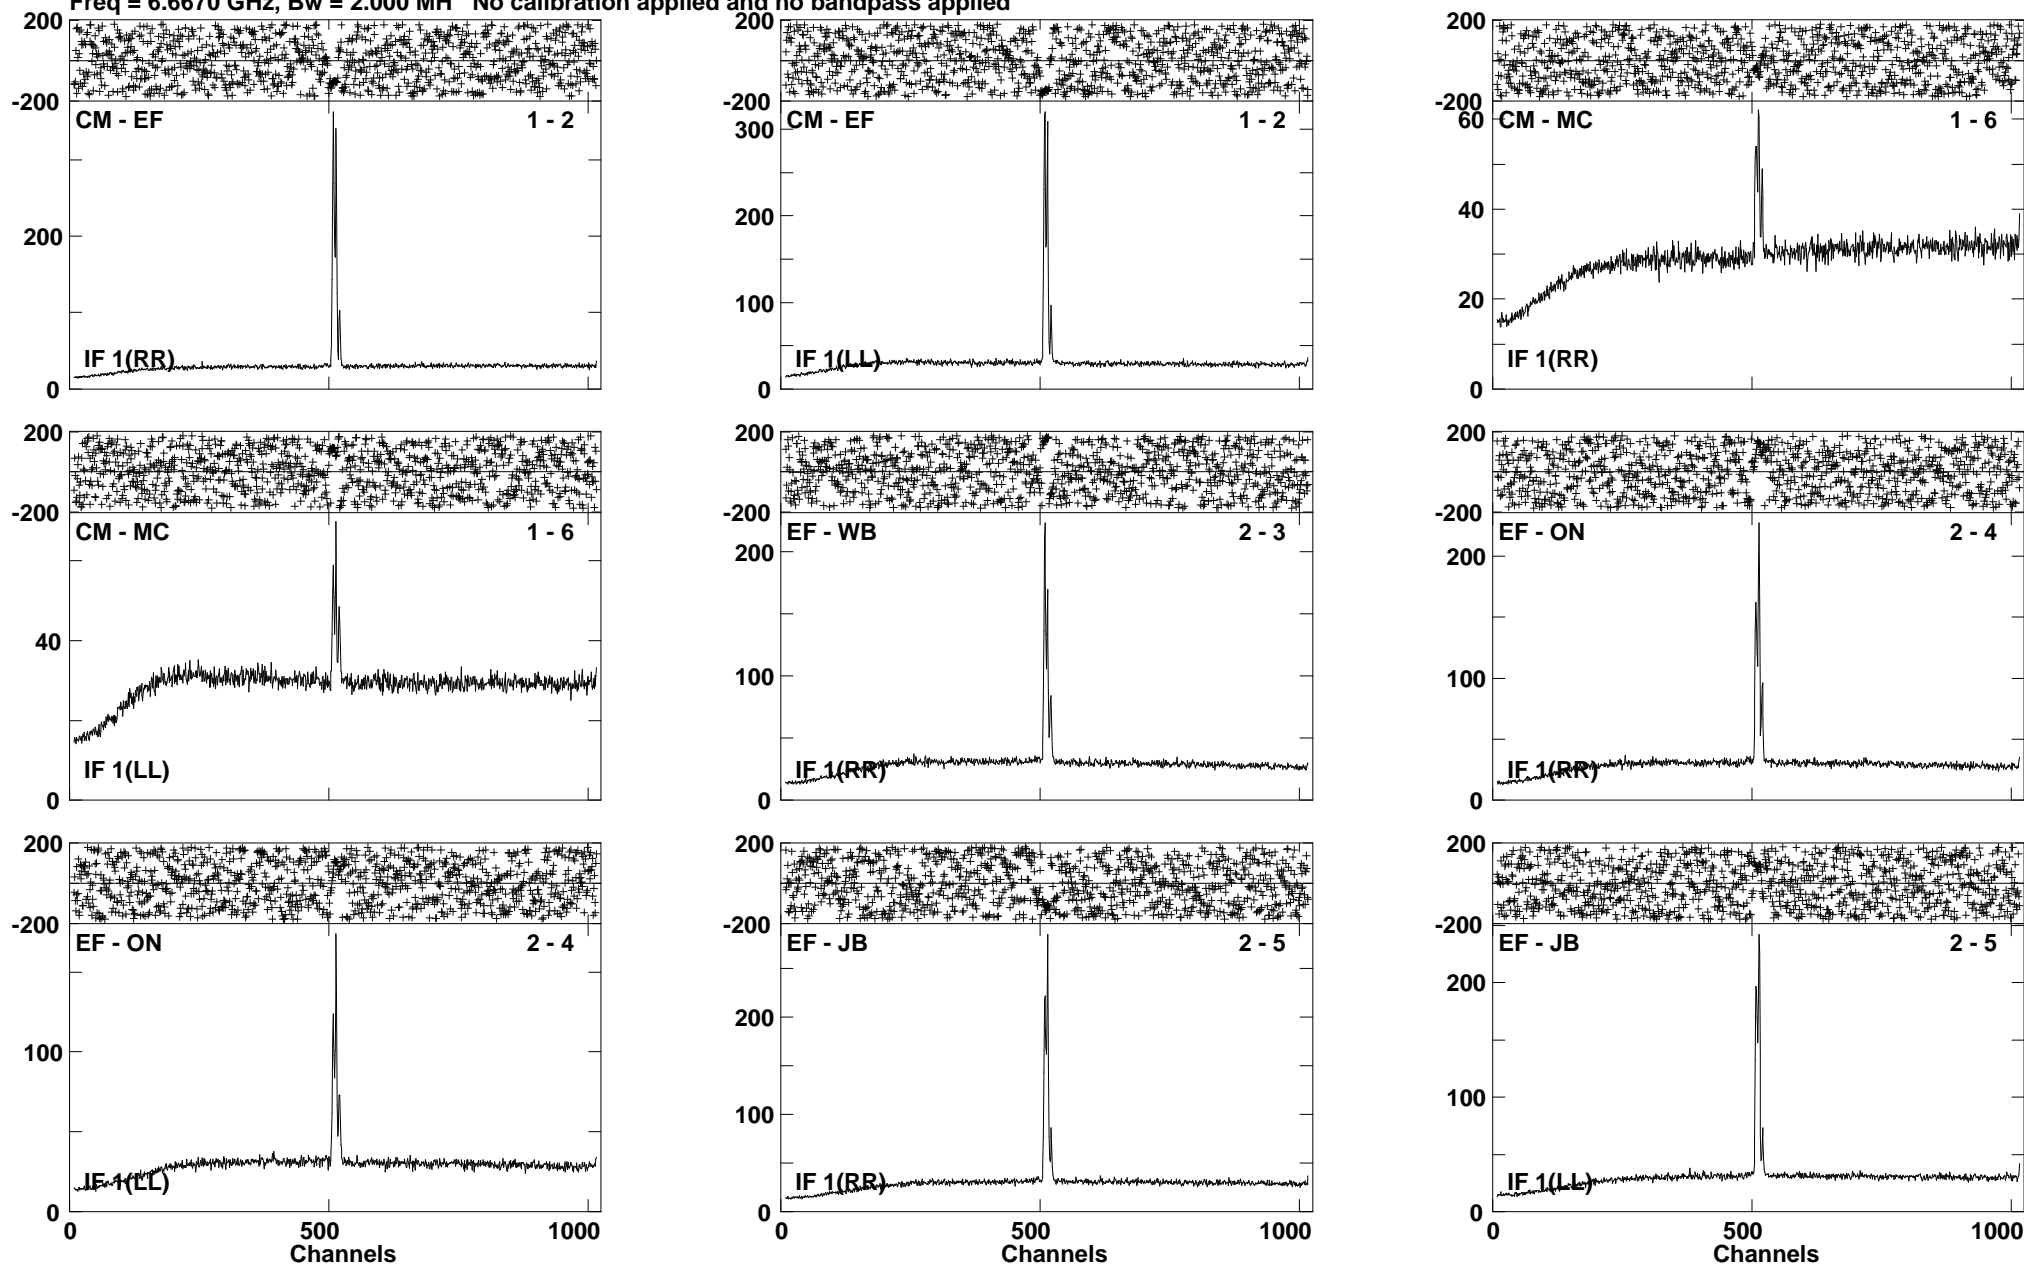 Freq = 6.6670 GHz, Bw = 2.000 MH No calibration applied and no bandpass applied
200
-200
CM - EF 1 - 2
200
IF 1(RR)
0
200
-200
CM - EF 1 - 2
300
200
100
IF 1(LL)
0
200
-200
CM - MC 1 - 6
60
40
20
IF 1(RR)
0
200
-200
CM - MC 1 - 6
40
IF 1(LL)
0
200
-200
EF - WB 2 - 3
200
100
IF 1(RR)
0
200
-200
EF - ON 2 - 4
200
100
IF 1(RR)
0
200
-200
EF - ON 2 - 4
100
IF 1(LL)
0
0 500 1000
Channels
200
-200
EF - JB 2 - 5
200
100
IF 1(RR)
0
0 500 1000
Channels
200
-200
EF - JB 2 - 5
200
100
IF 1(LL)
0
0 500 1000
Channels